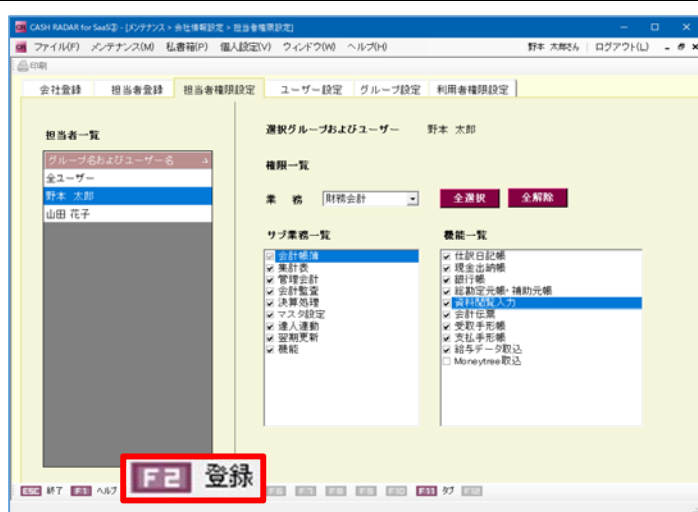 CASH RADAR for SaaS② - [メンテナンス > 会社情報設定 > 担当者権限設定]
ファイル(F) メンテナンス(M) 私書箱(P) 個人設定(V) ウィンドウ(W) ヘルプ(H) 野本 太郎さん ログアウト(L)
印刷
会社登録 担当者登録 担当者権限設定 ユーザー設定 グループ設定 利用者権限設定
担当者一覧
グループ名およびユーザー名
全ユーザー
野本 太郎
山田 花子
選択グループおよびユーザー 野本 太郎
権限一覧
業 務 財務会計 全選択 全解除
サブ業務一覧
会計帳簿
集計表
管理会計
会計監査
決算処理
マスタ設定
達人連動
翌期更新
機能
機能一覧
仕訳日記帳
現金出納帳
銀行帳
総勘定元帳・補助元帳
資料閲覧入力
会計伝票
受取手形帳
支払手形帳
給与データ取込
Moneytree取込
ESC 終了 F1 ヘルプ F2 登録 F6 F7 F8 F9 F10 F11 タブ F12